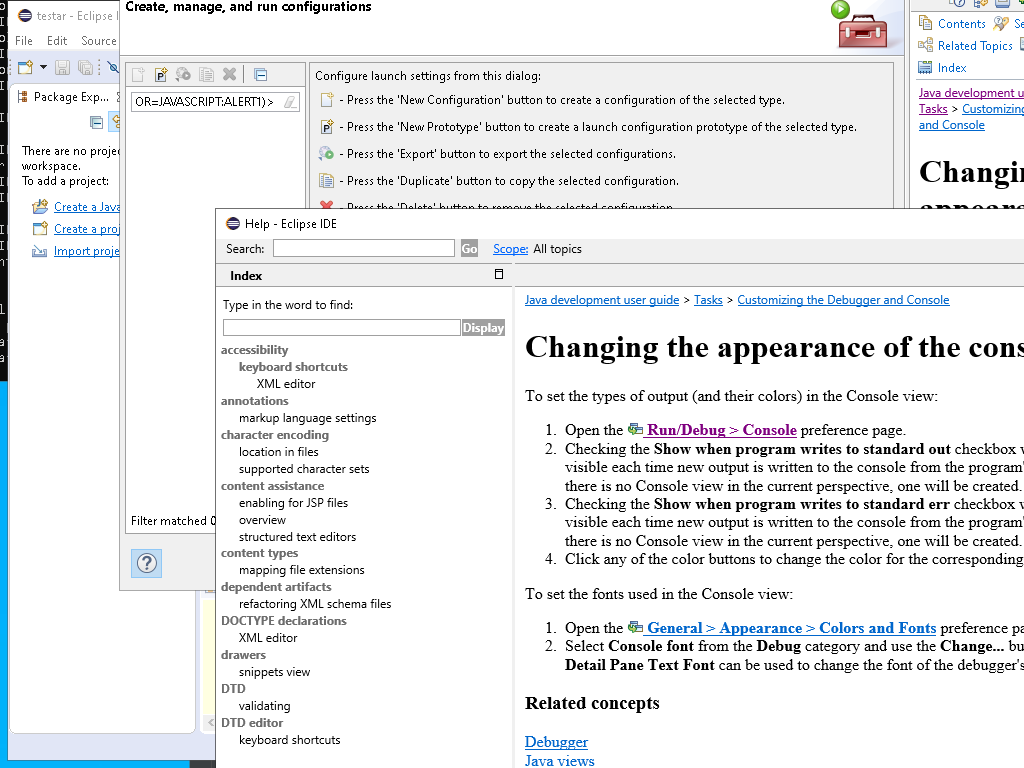 testar - Eclipse I
File Edit Source
Package Exp...
There are no projec
workspace.
To add a project:
Create a Java
Create a proj
Import proje
Create, manage, and run configurations
OR=JAVASCRIPT:ALERT1)>
Filter matched 0
Configure launch settings from this dialog:
- Press the 'New Configuration' button to create a configuration of the selected type.
- Press the 'New Prototype' button to create a launch configuration prototype of the selected type.
- Press the 'Export' button to export the selected configurations.
- Press the 'Duplicate' button to copy the selected configuration.
- Press the 'Delete' button to remove the selected configuration.
Contents Se
Related Topics
Index
Java development u
Tasks > Customizing
and Console
Changin
appeara
Help - Eclipse IDE
Search: Go Scope: All topics
Index
Type in the word to find:
Display
accessibility
keyboard shortcuts
XML editor
annotations
markup language settings
character encoding
location in files
supported character sets
content assistance
enabling for JSP files
overview
structured text editors
content types
mapping file extensions
dependent artifacts
refactoring XML schema files
DOCTYPE declarations
XML editor
drawers
snippets view
DTD
validating
DTD editor
keyboard shortcuts
Java development user guide > Tasks > Customizing the Debugger and Console
Changing the appearance of the cons
To set the types of output (and their colors) in the Console view:
1. Open the Run/Debug > Console preference page.
2. Checking the Show when program writes to standard out checkbox w
visible each time new output is written to the console from the program'
there is no Console view in the current perspective, one will be created.
3. Checking the Show when program writes to standard err checkbox w
visible each time new output is written to the console from the program'
there is no Console view in the current perspective, one will be created.
4. Click any of the color buttons to change the color for the corresponding
To set the fonts used in the Console view:
1. Open the General > Appearance > Colors and Fonts preference pa
2. Select Console font from the Debug category and use the Change... bu
Detail Pane Text Font can be used to change the font of the debugger's
Related concepts
Debugger
Java views